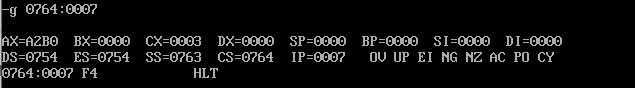 -g 0764:0007
AX=A2B0 BX=0000 CX=0003 DX=0000 SP=0000 BP=0000 SI=0000 DI=0000
DS=0754 ES=0754 SS=0763 CS=0764 IP=0007 OV UP EI NG NZ AC PO CY
0764:0007 F4 HLT